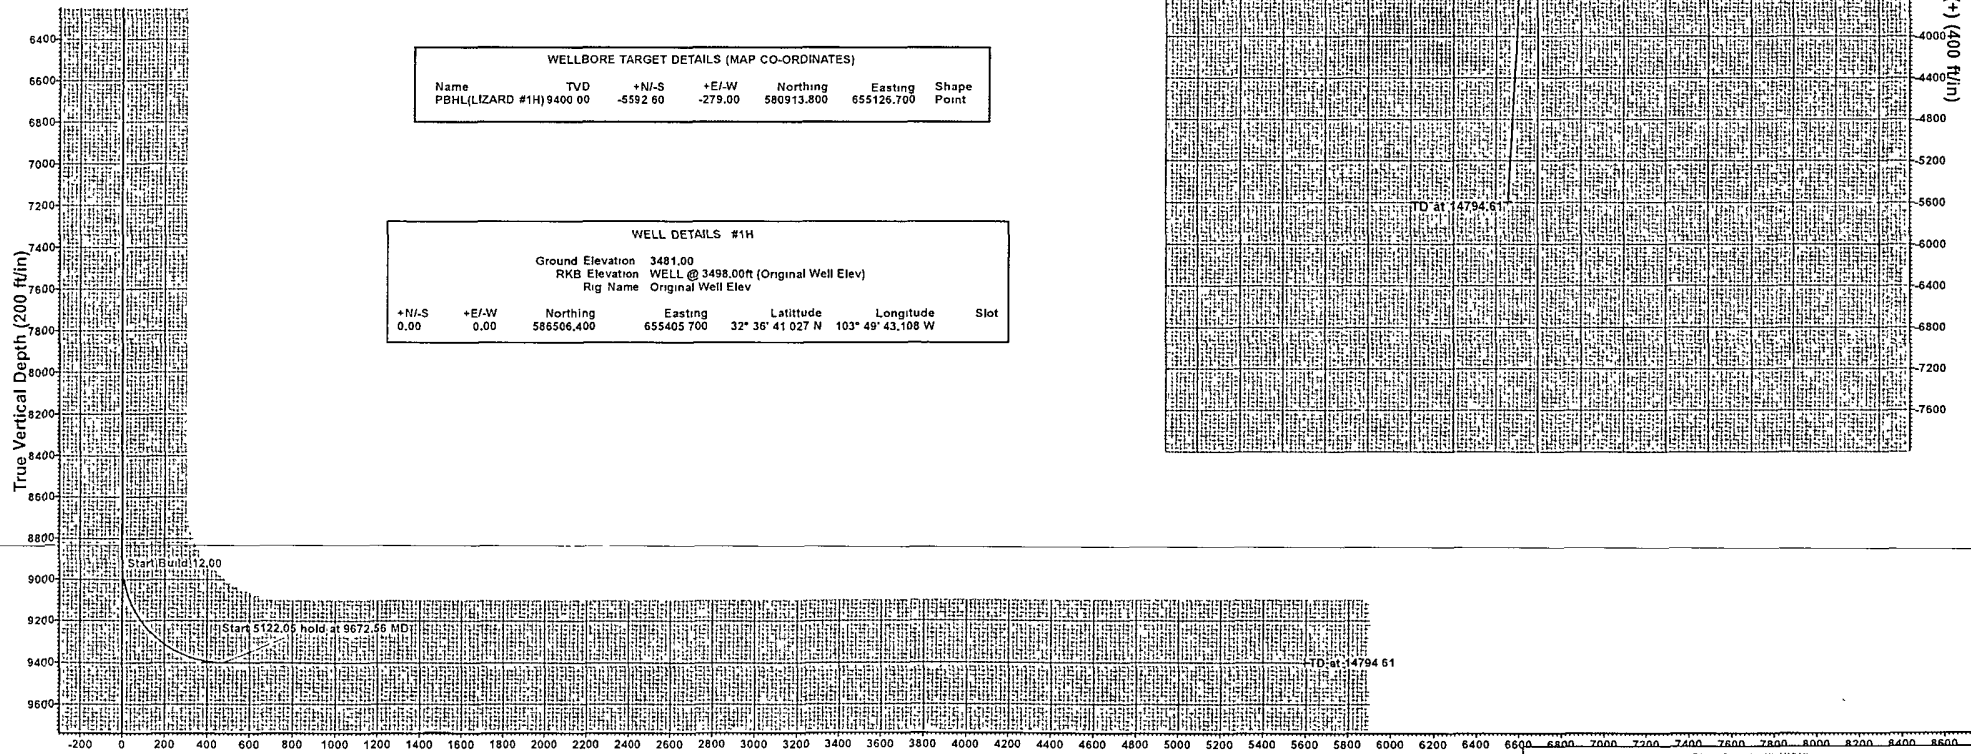 WELLBORE TARGET DETAILS (MAP CO-ORDINATES)
Name TVD +N/-S +E/-W Northing Easting Shape
PBHL(LIZARD #1H) 9400 00 -5592 60 -279.00 580913.800 655126.700 Point
WELL DETAILS #1H
Ground Elevation 3481.00
RKB Elevation WELL @ 3498.00ft (Original Well Elev)
Rig Name Original Well Elev
+N/-S +E/-W Northing Easting Latittude Longitude Slot
0.00 0.00 586506.400 655405 700 32° 36' 41 027 N 103° 49' 43.108 W
True Vertical Depth (200 ft/in)
6400
6600
6800
7000
7200
7400
7600
7800
8000
8200
8400
8600
8800
9000
9200
9400
9600
Start Build 12.00
Start 5122.05 hold at 9672.56 MD
TD at 14794 61
-200 0 200 400 600 800 1000 1200 1400 1600 1800 2000 2200 2400 2600 2800 3000 3200 3400 3600 3800 4000 4200 4400 4600 4800 5000 5200 5400 5600 5800 6000 6200 6400 6600 6800 7000 7200 7400 7600 7800 8000 8200 8400 8600
TD at 14794.61
+) (400 ft/in)
-4000
-4400
-4800
-5200
-5600
-6000
-6400
-6800
-7200
-7600